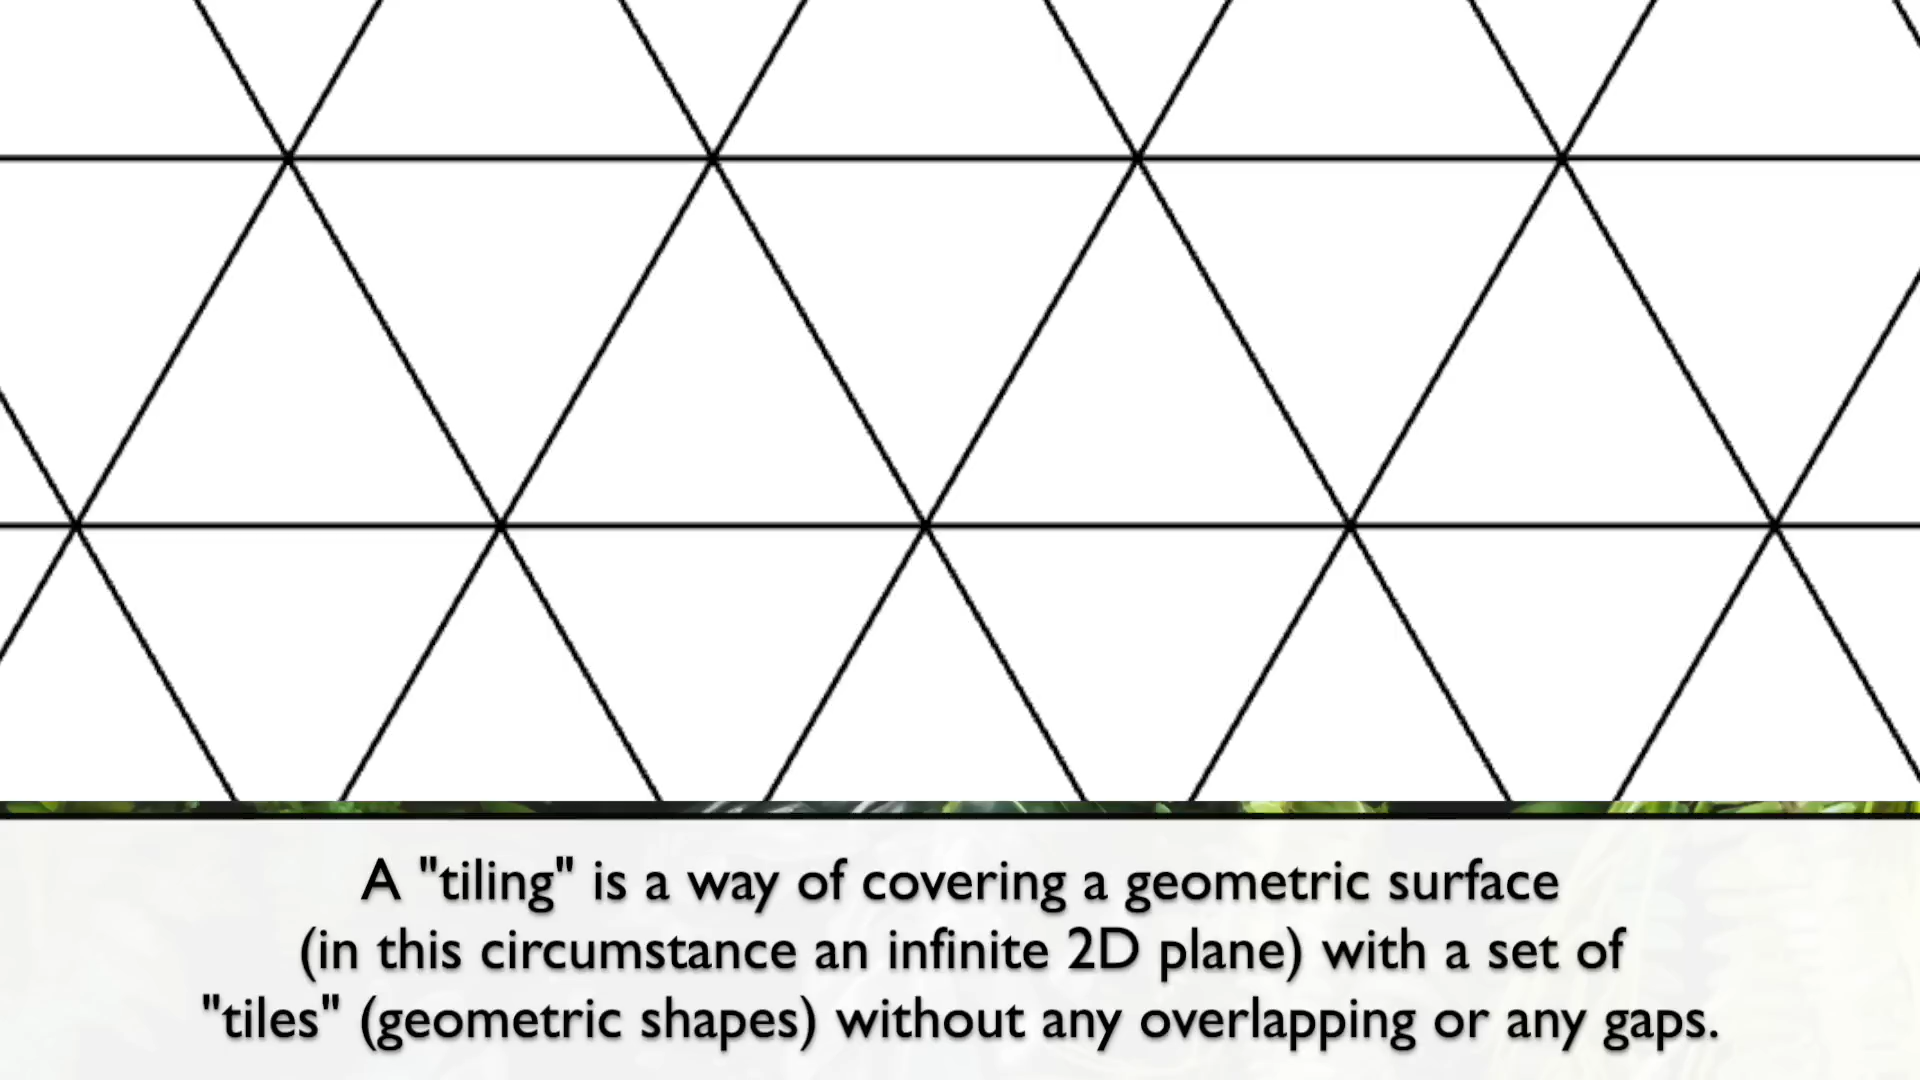 A "tiling" is a way of covering a geometric surface
(in this circumstance an infinite 2D plane) with a set of
"tiles" (geometric shapes) without any overlapping or any gaps.